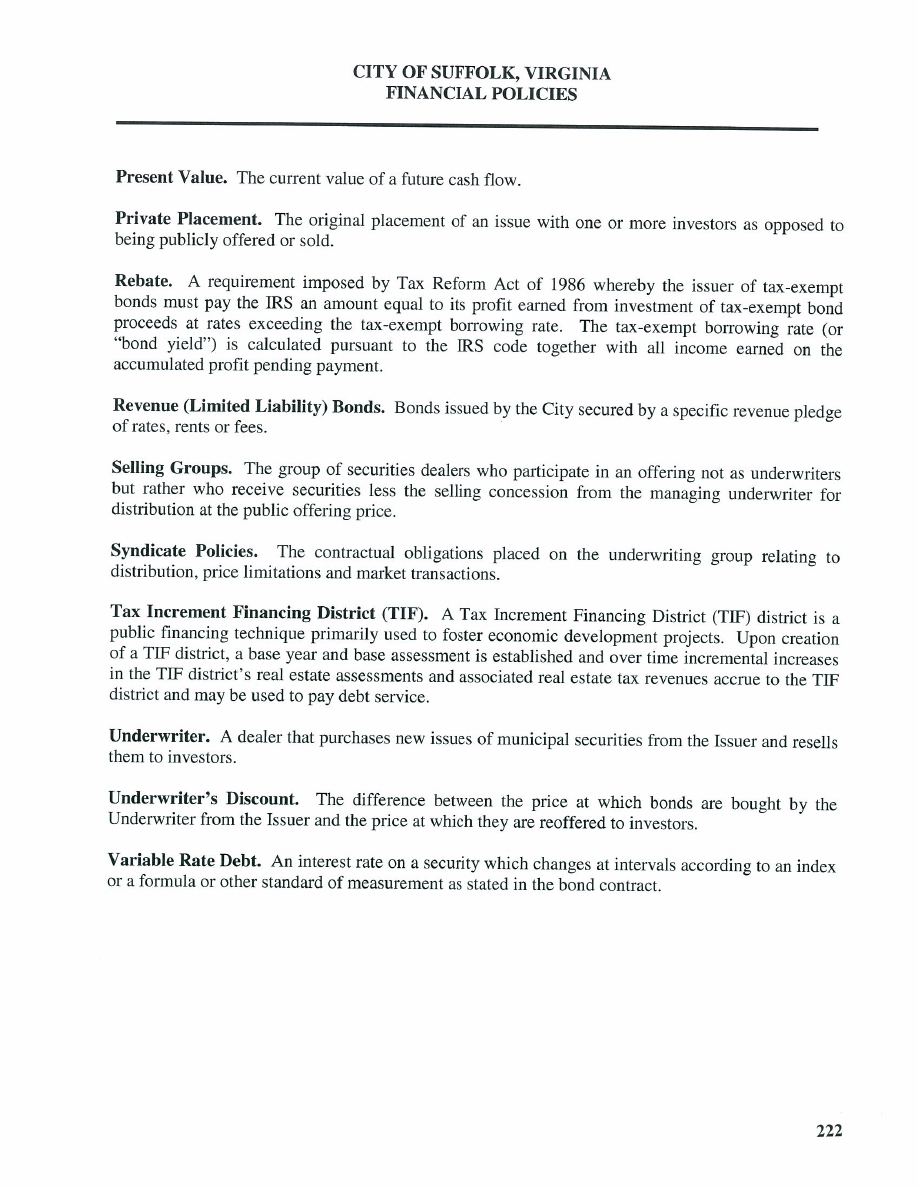 CITY OF SUFFOLK, VIRGINIA
FINANCIAL POLICIES
Present Value. The current value of a future cash flow.
Private Placement. The original placement of an issue with one or more investors as opposed to
being publicly offered or sold.
Rebate. A requirement imposed by Tax Reform Act of 1986 whereby the issuer of tax-exempt
bonds must pay the IRS an amount equal to its profit earned from investment of tax-exempt bond
proceeds at rates exceeding the tax-exempt borrowing rate. The tax-exempt borrowing rate (or
“bond yield”) is calculated pursuant to the IRS code together with all income earned on the
accumulated profit pending payment.
Revenue (Limited Liability) Bonds. Bonds issued by the City secured by a specific revenue pledge
of rates, rents or fees.
Selling Groups. The group of securities dealers who participate in an offering not as underwriters
but rather who receive securities less the selling concession from the managing underwriter for
distribution at the public offering price.
Syndicate Policies. The contractual obligations placed on the underwriting group relating to
distribution, price limitations and market transactions.
Tax Increment Financing District (TIF). A Tax Increment Financing District (TIF) district is a
public financing technique primarily used to foster economic development projects. Upon creation
of a TIF district, a base year and base assessment is established and over time incremental increases
in the TIF district’s real estate assessments and associated real estate tax revenues accrue to the TIF
district and may be used to pay debt service.
Underwriter. A dealer that purchases new issues of municipal securities from the Issuer and resells
them to investors.
Underwriter’s Discount. The difference between the price at which bonds are bought by the
Underwriter from the Issuer and the price at which they are reoffered to investors.
Variable Rate Debt. An interest rate on a security which changes at intervals according to an index
or a formula or other standard of measurement as stated in the bond contract.
222